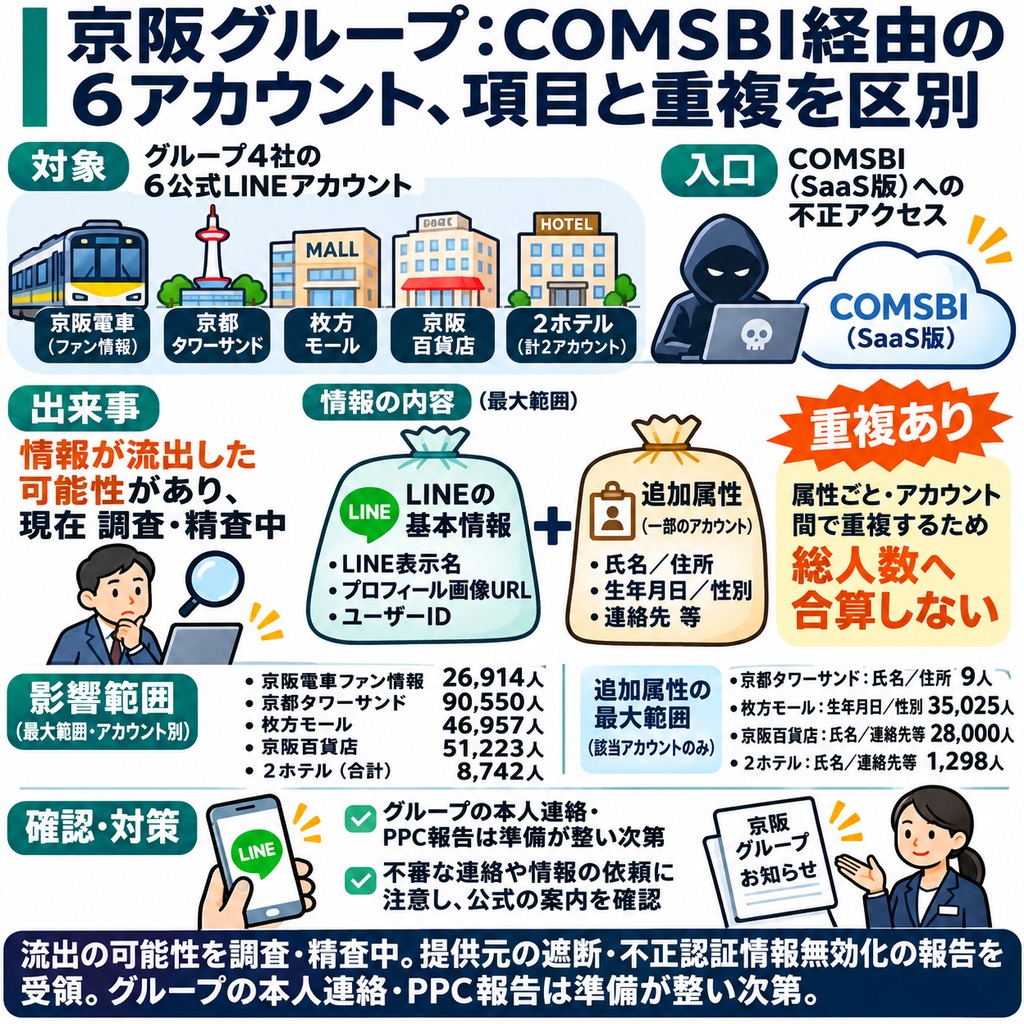 京阪グループ：COMSBI経由の
6アカウント、項目と重複を区別
対象
グループ4社の
6公式LINEアカウント
MALL
HOTEL
京阪電車
（ファン情報）
京都
タワーサンド
枚方
モール
京阪
百貨店
2ホテル
（計2アカウント）
入口
COMSBI
（SaaS版）への
不正アクセス
COMSBI
（SaaS版）
出来事
情報が流出した
可能性があり、
現在 調査・精査中
情報の内容
（最大範囲）
LINE
LINEの
基本情報
・LINE表示名
・プロフィール画像URL
・ユーザーID
+
追加属性
（一部のアカウント）
・氏名／住所
・生年月日／性別
・連絡先 等
重複あり
属性ごと・アカウント
間で重複するため
総人数へ
合算しない
影響範囲
（最大範囲・アカウント別）
・京阪電車ファン情報 26,914人
・京都タワーサンド 90,550人
・枚方モール 46,957人
・京阪百貨店 51,223人
・2ホテル（合計） 8,742人
追加属性の
最大範囲
（該当アカウントのみ）
・京都タワーサンド：氏名／住所 9人
・枚方モール：生年月日／性別 35,025人
・京阪百貨店：氏名／連絡先等 28,000人
・2ホテル：氏名／連絡先等 1,298人
確認・対策
LINE
グループの本人連絡・
PPC報告は準備が整い次第
不審な連絡や情報の依頼に
注意し、公式の案内を確認
京阪
グループ
お知らせ
流出の可能性を調査・精査中。提供元の遮断・不正認証情報無効化の報告を
受領。グループの本人連絡・PPC報告は準備が整い次第。